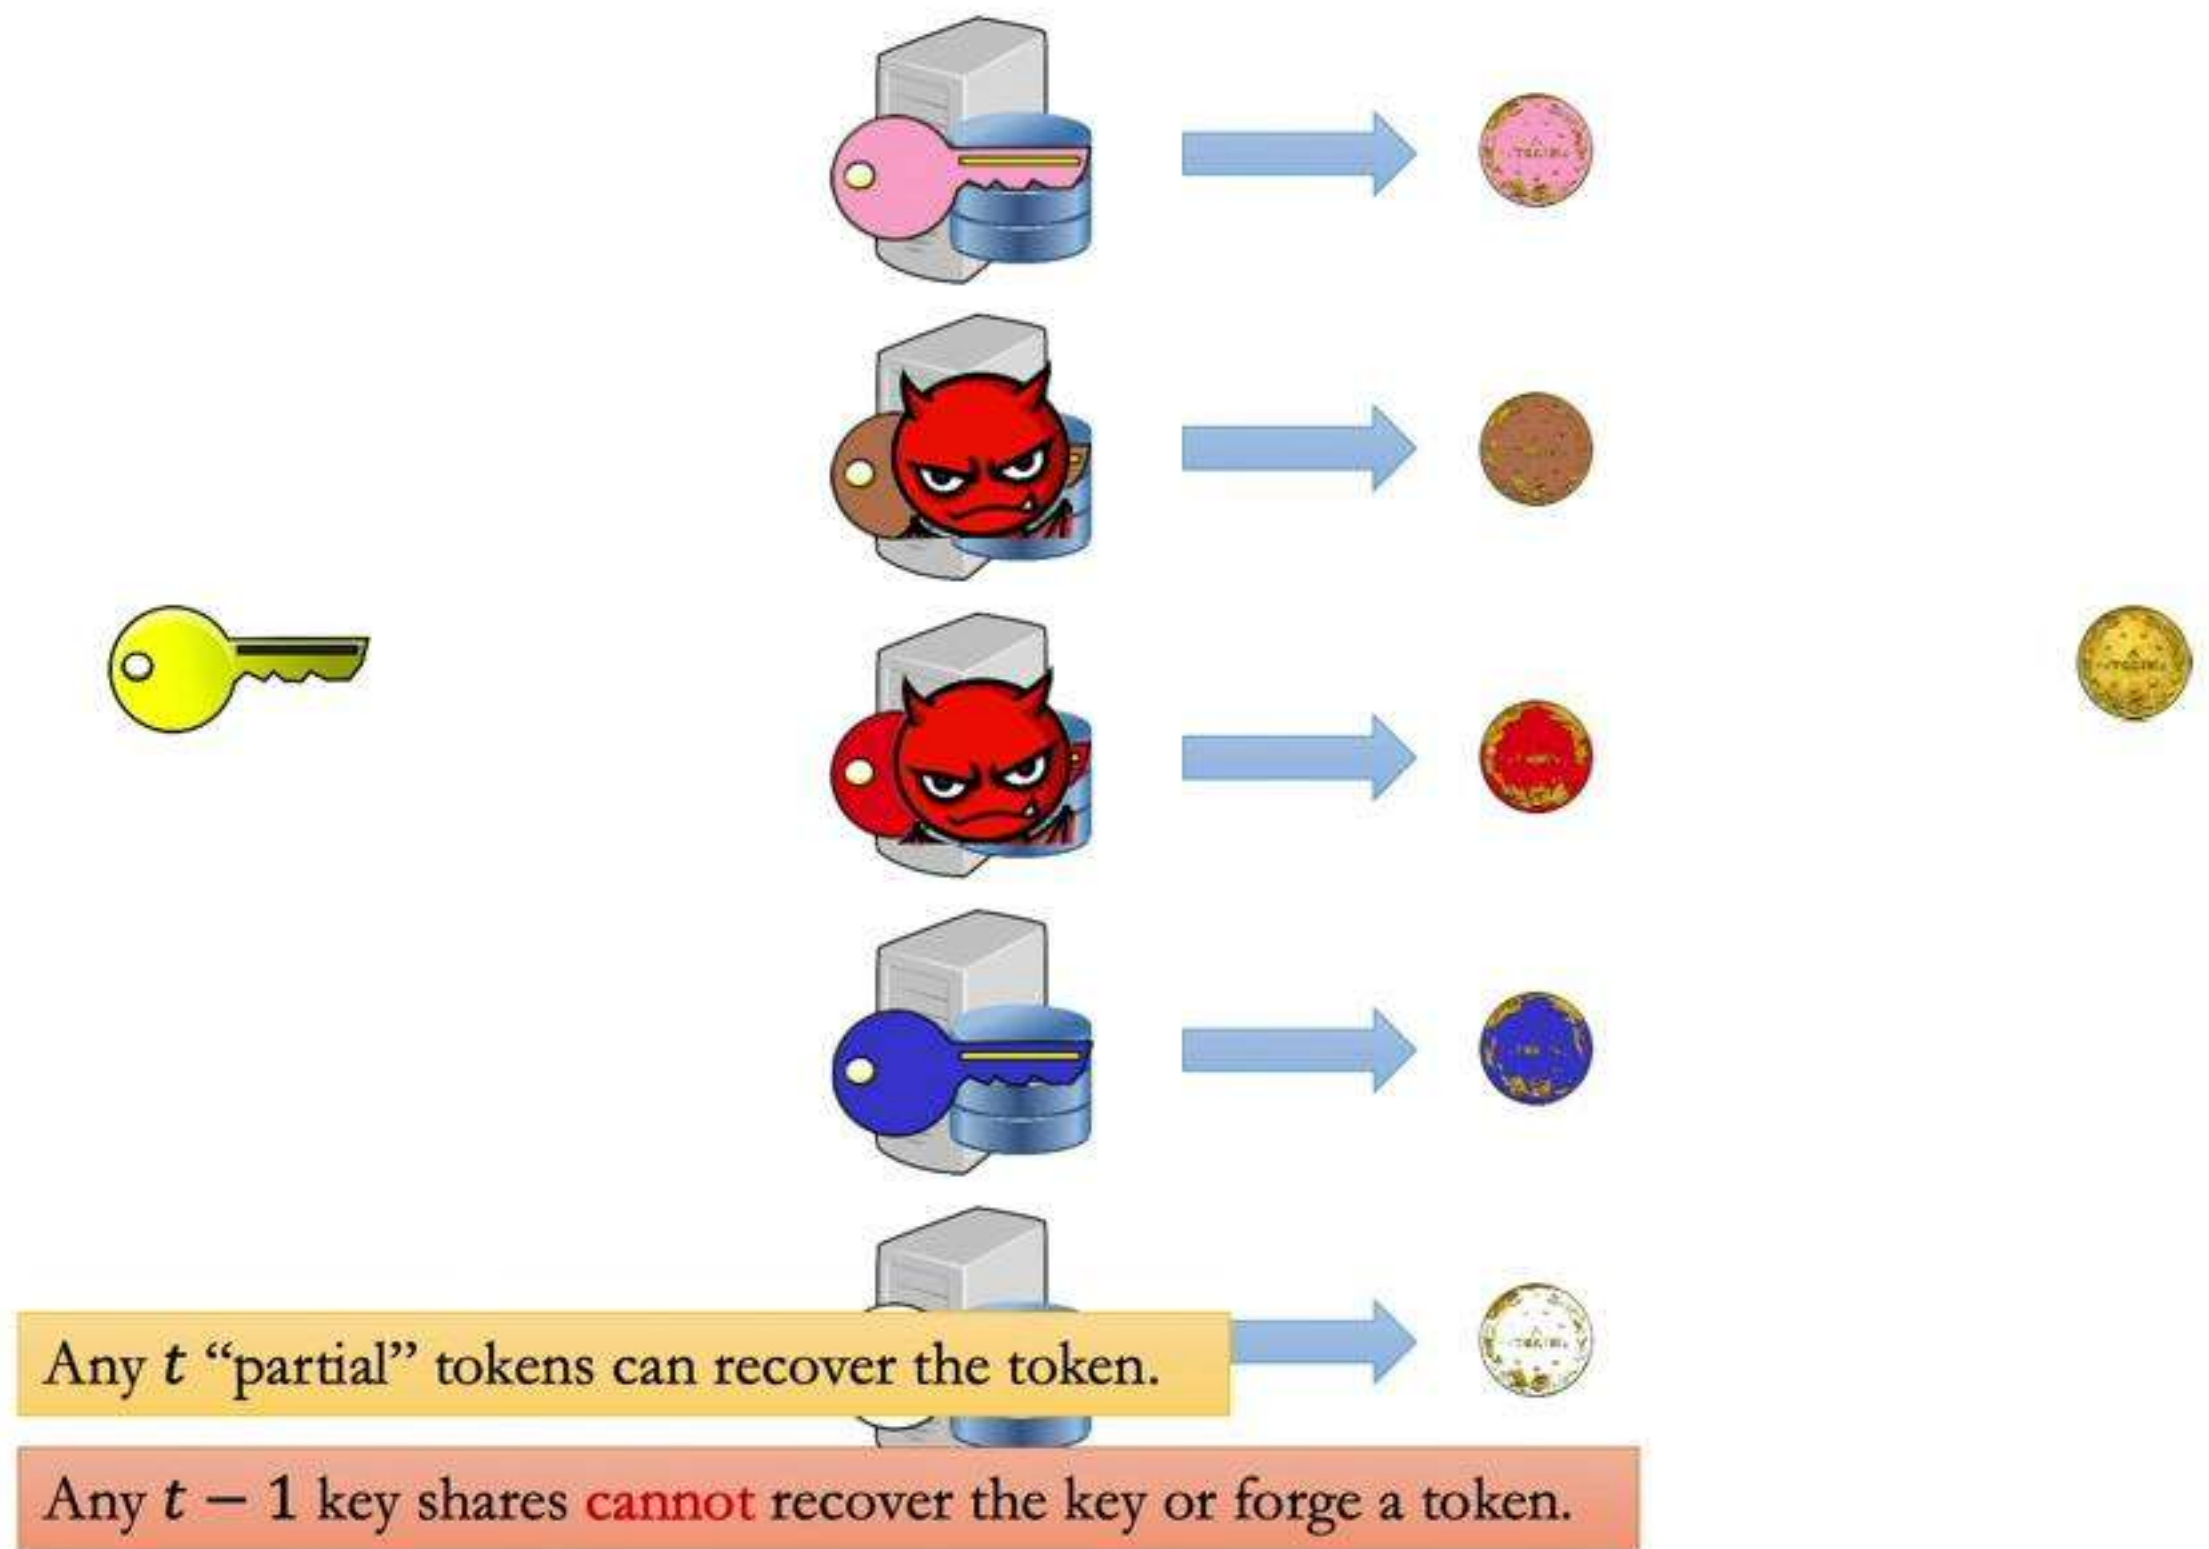 Any t “partial” tokens can recover the token.
Any t − 1 key shares cannot recover the key or forge a token.